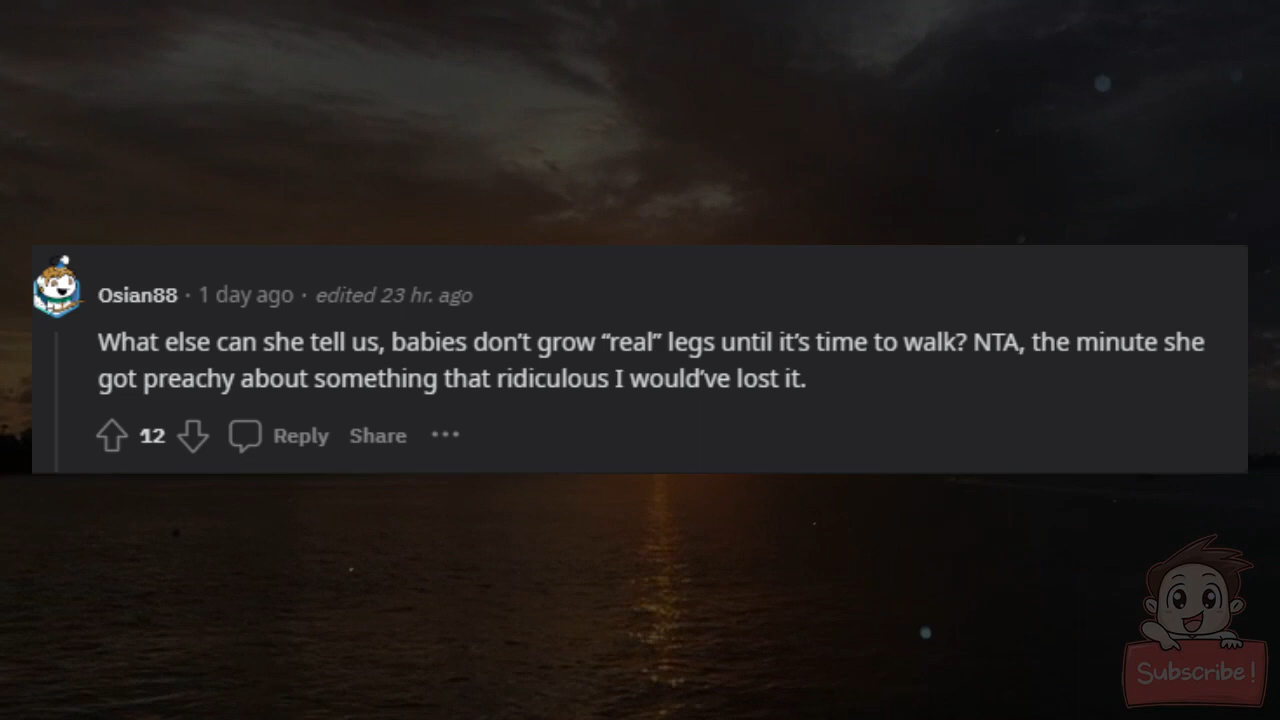 Osian88 · 1 day ago · edited 23 hr. ago
What else can she tell us, babies don’t grow “real” legs until it’s time to walk? NTA, the minute she
got preachy about something that ridiculous I would’ve lost it.
12 Reply Share ···
Subscribe!